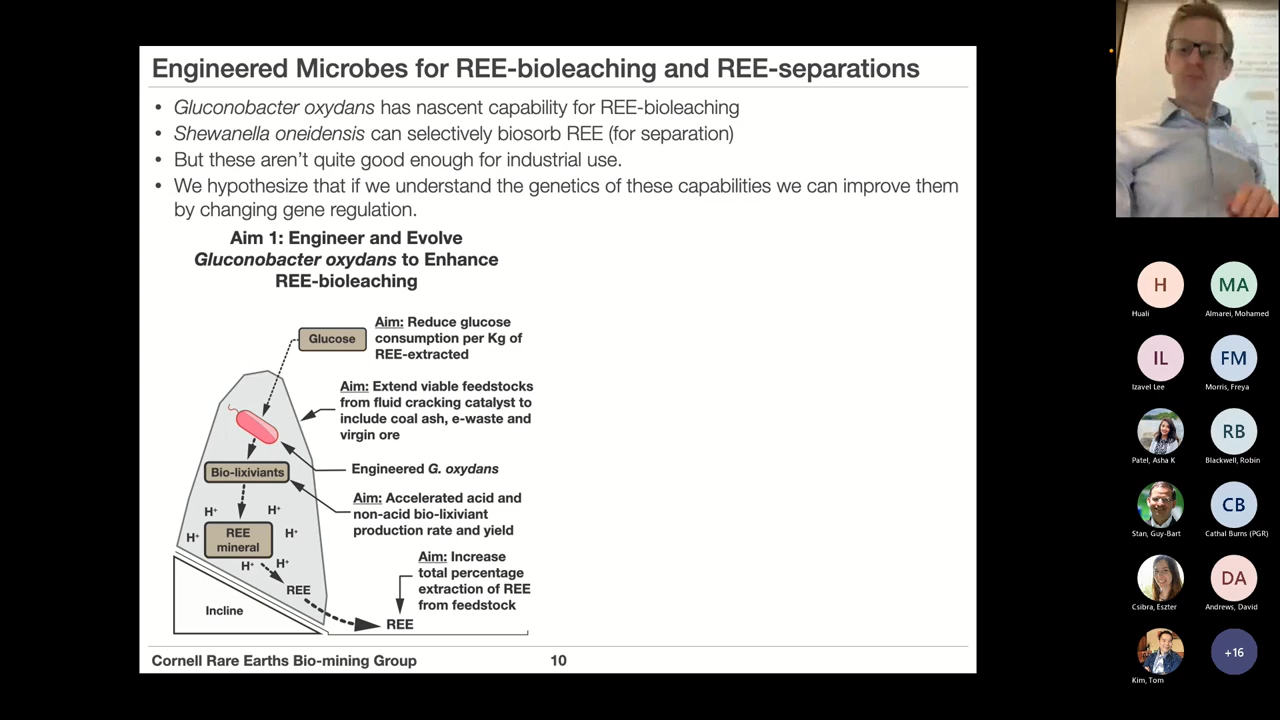 Engineered Microbes for REE-bioleaching and REE-separations
• Gluconobacter oxydans has nascent capability for REE-bioleaching
• Shewanella oneidensis can selectively biosorb REE (for separation)
• But these aren't quite good enough for industrial use.
• We hypothesize that if we understand the genetics of these capabilities we can improve them
by changing gene regulation.
Aim 1: Engineer and Evolve
Gluconobacter oxydans to Enhance
REE-bioleaching
Glucose
Aim: Reduce glucose
consumption per Kg of
REE-extracted
Aim: Extend viable feedstocks
from fluid cracking catalyst to
include coal ash, e-waste and
virgin ore
Engineered G. oxydans
Bio-lixiviants
Aim: Accelerated acid and
non-acid bio-lixiviant
production rate and yield
H+
H+
H+
REE
mineral
H+
H+
H+
REE
Aim: Increase
total percentage
extraction of REE
from feedstock
Incline
REE
Cornell Rare Earths Bio-mining Group
10
H
MA
Huali
Almarei, Mohamed
IL
FM
Izavel Lee
Morris, Freya
RB
Patel, Asha K
Blackwell, Robin
CB
Stan, Guy-Bart
Cathal Burns (PGR)
DA
Csibra, Eszter
Andrews, David
+16
Kim, Tom